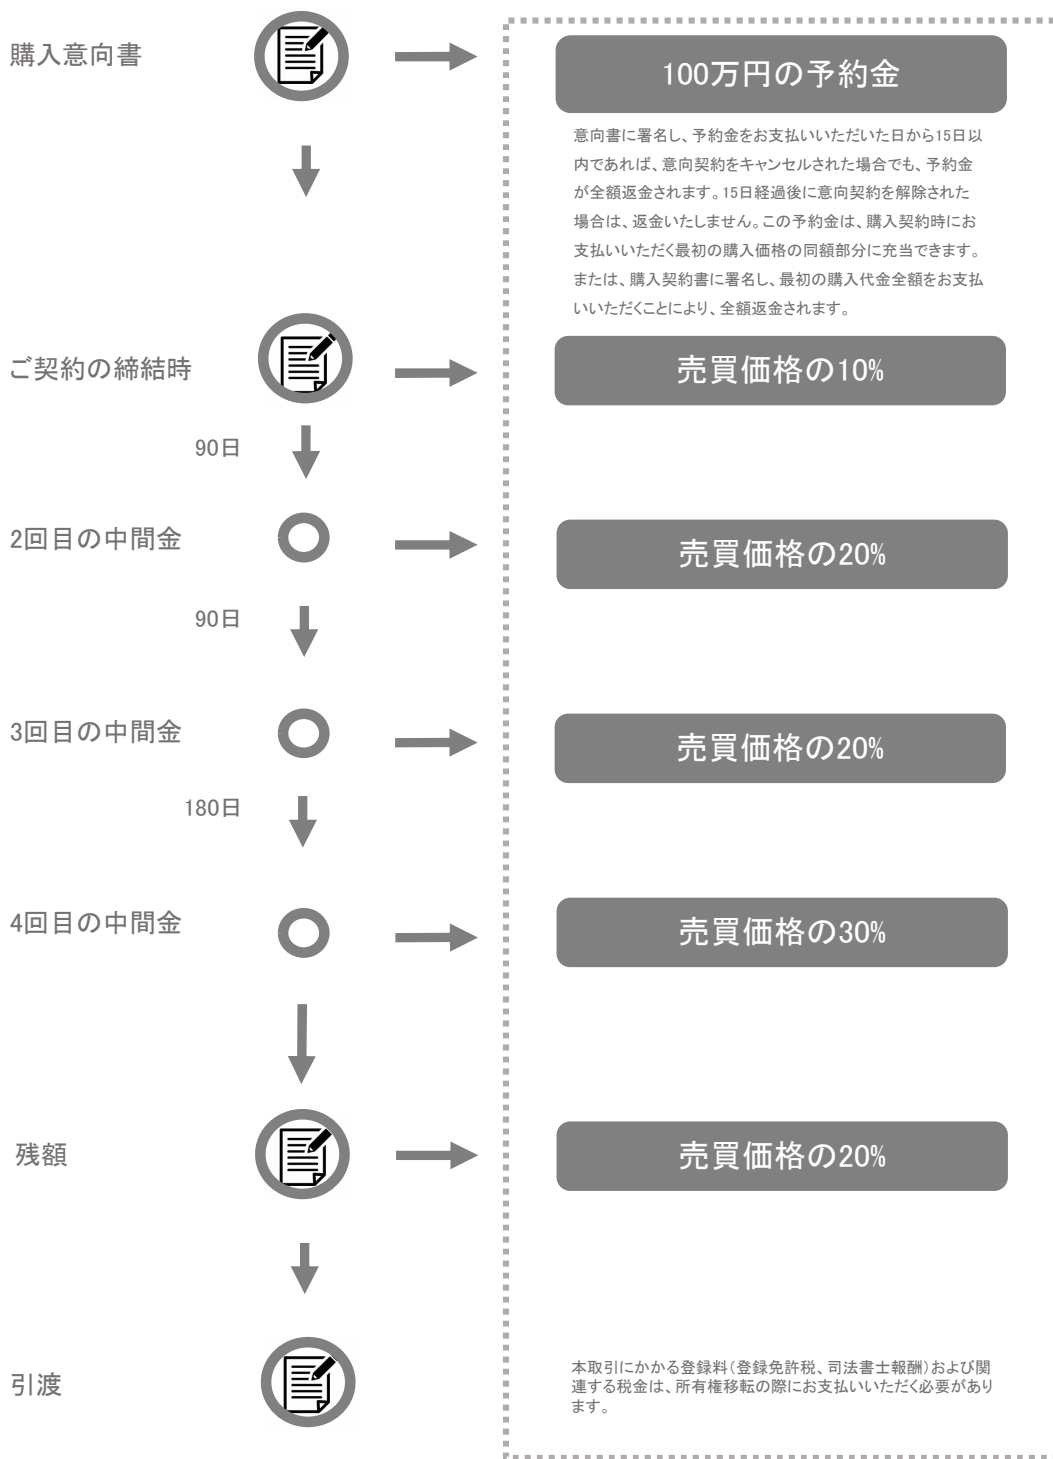 購入意向書
100万円の予約金
意向書に署名し、予約金をお支払いいただいた日から15日以
内であれば、意向契約をキャンセルされた場合でも、予約金
が全額返金されます。15日経過後に意向契約を解除された
場合は、返金いたしません。この予約金は、購入契約時にお
支払いいただく最初の購入価格の同額部分に充当できます。
または、購入契約書に署名し、最初の購入代金全額をお支払
いいただくことにより、全額返金されます。
ご契約の締結時
売買価格の10%
90日
2回目の中間金
売買価格の20%
90日
3回目の中間金
売買価格の20%
180日
4回目の中間金
売買価格の30%
残額
売買価格の20%
引渡
本取引にかかる登録料(登録免許税、司法書士報酬)および関
連する税金は、所有権移転の際にお支払いいただく必要があり
ます。